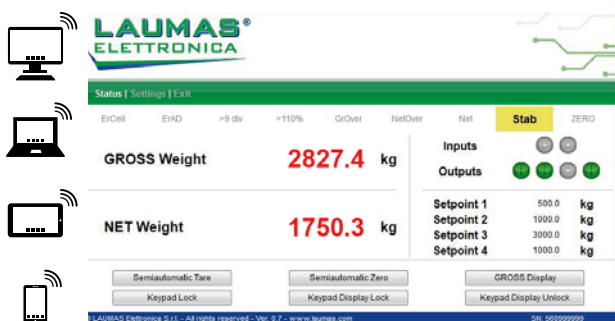 LAUMAS®
ELETTRONICA
Status | Settings | Exit
ErCell ErAD >9 div >110% GrOver NetOver Net Stab ZERO
GROSS Weight 2827.4 kg
Inputs
Outputs
NET Weight 1750.3 kg
Setpoint 1 500.0 kg
Setpoint 2 1000.0 kg
Setpoint 3 3000.0 kg
Setpoint 4 1000.0 kg
Semiautomatic Tare Semiautomatic Zero GROSS Display
Keypad Lock Keypad Display Lock Keypad Display Unlock
LAUMAS Elettronica S.r.l. - All rights reserved - Ver. 0.7 - www.laumas.com SN: 560999999